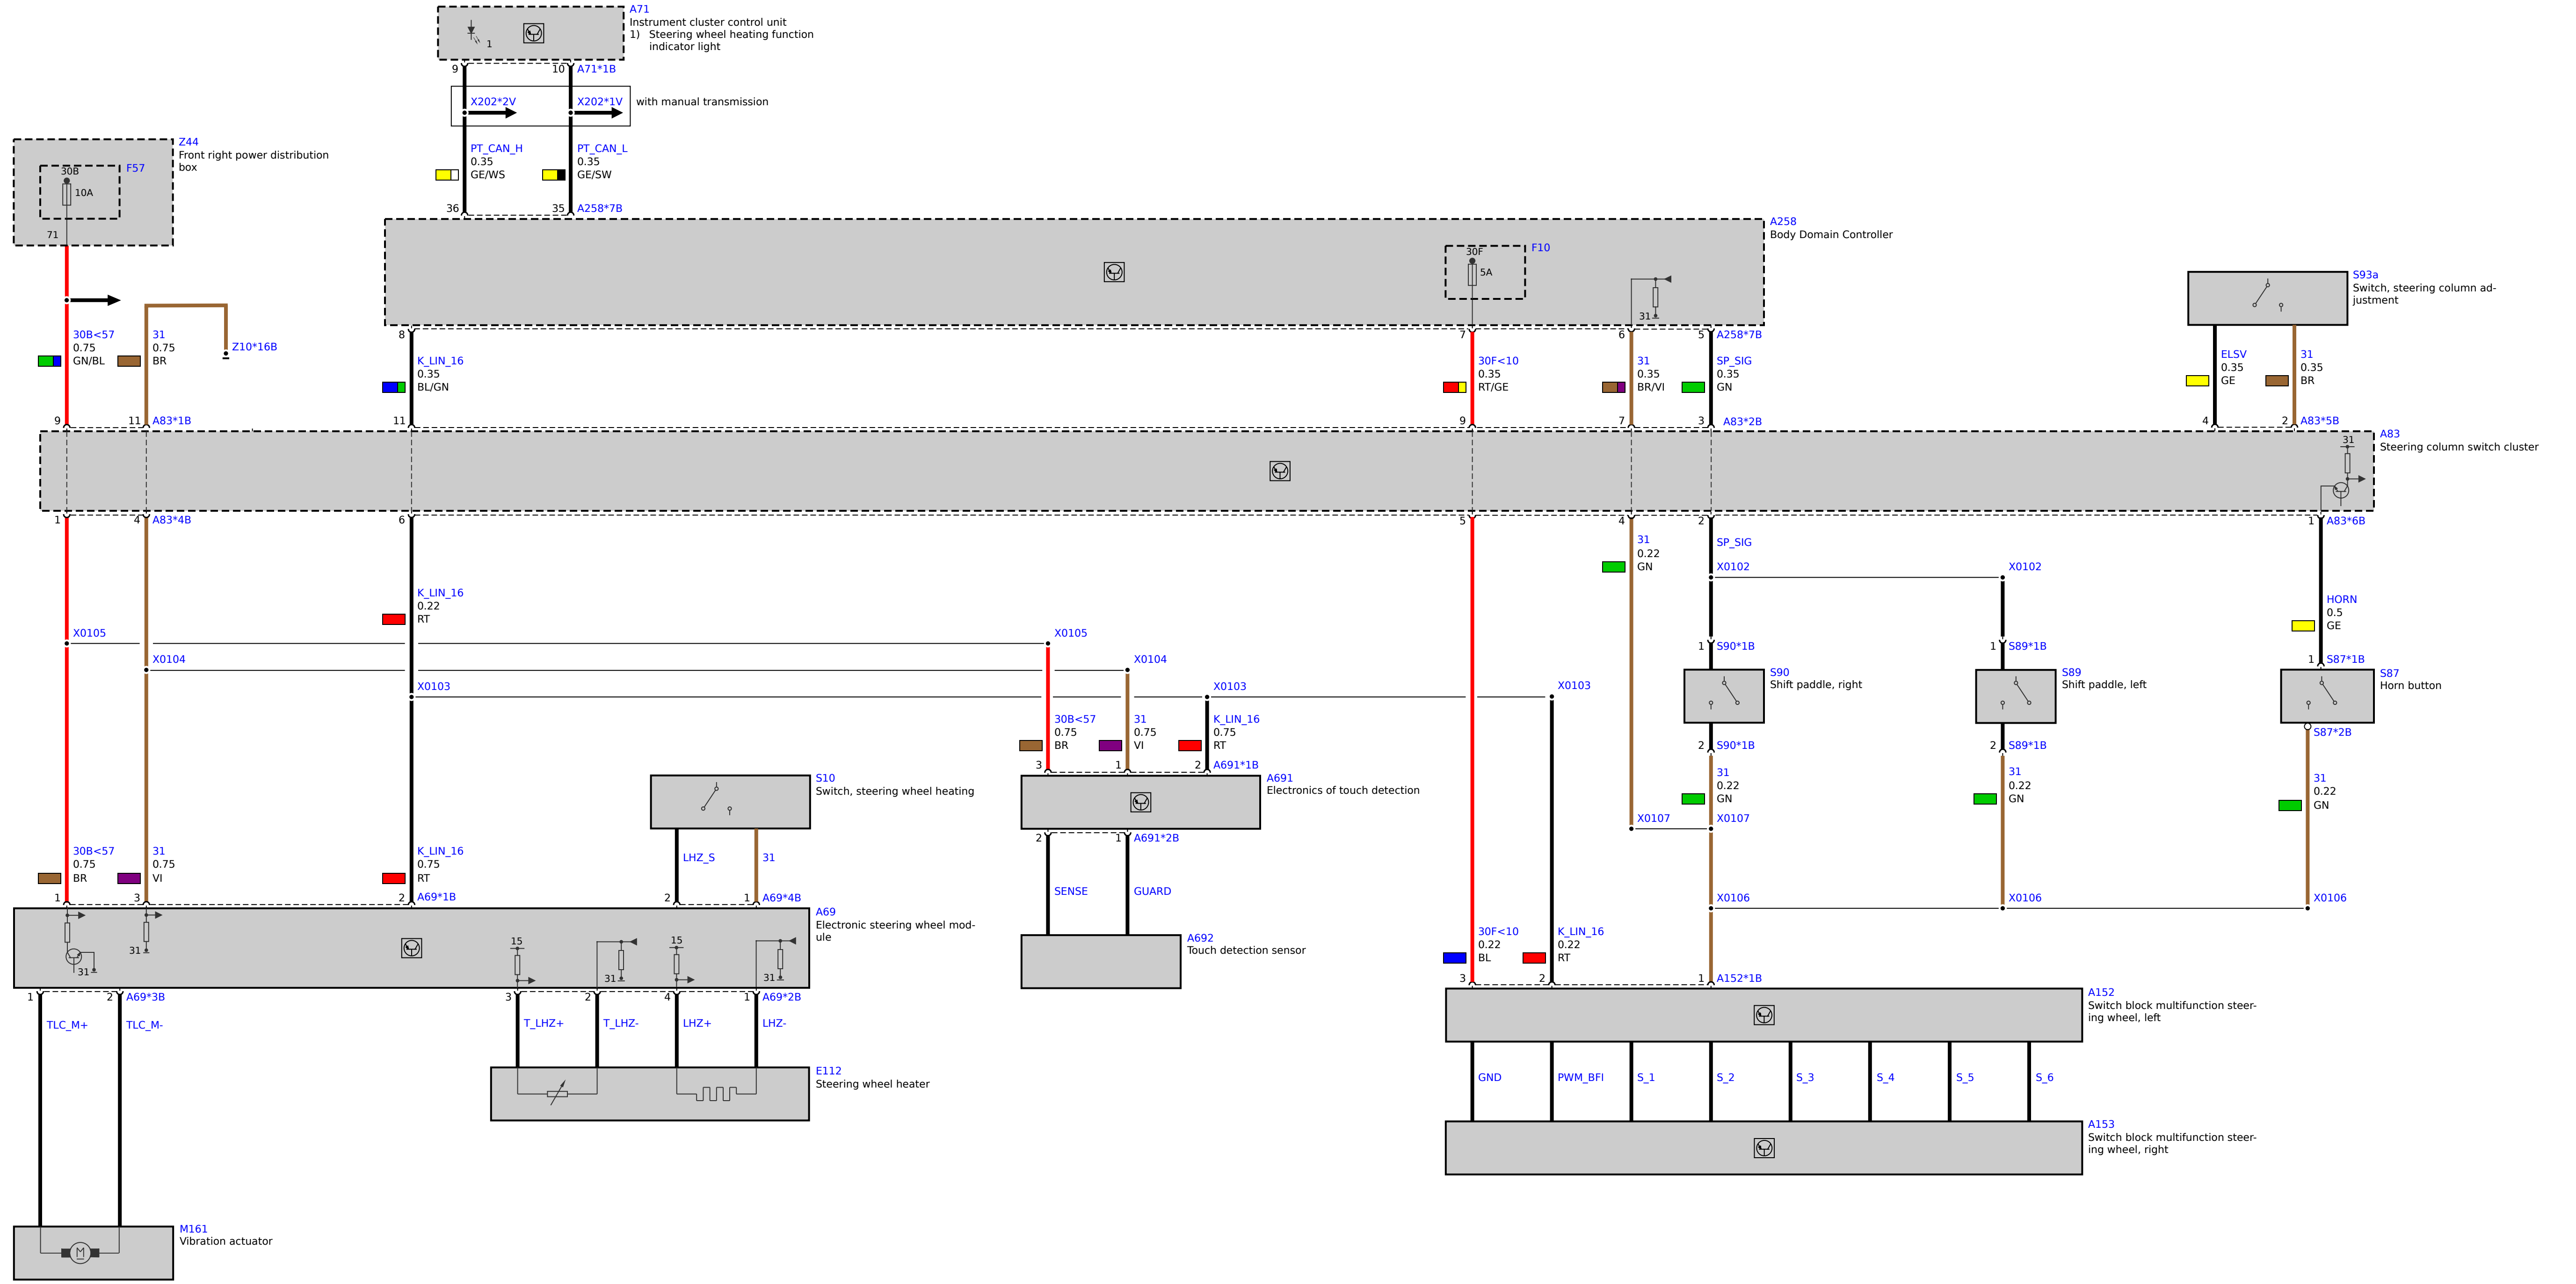 A71
Instrument cluster control unit
1) Steering wheel heating function
indicator light
1
9
10
A71*1B
X202*2V
X202*1V
with manual transmission
PT_CAN_H
0.35
GE/WS
PT_CAN_L
0.35
GE/SW
36
35
A258*7B
Z44
Front right power distribution
box
F57
30B
10A
71
A258
Body Domain Controller
F10
30F
5A
31
S93a
Switch, steering column ad-
justment
30B<57
0.75
GN/BL
31
0.75
BR
Z10*16B
8
7
6
5
A258*7B
K_LIN_16
0.35
BL/GN
30F<10
0.35
RT/GE
31
0.35
BR/VI
SP_SIG
0.35
GN
ELSV
0.35
GE
31
0.35
BR
9
11
A83*1B
11
9
7
3
A83*2B
4
2
A83*5B
A83
Steering column switch cluster
31
1
4
A83*4B
6
5
4
2
1
A83*6B
31
0.22
GN
SP_SIG
X0102
X0102
K_LIN_16
0.22
RT
HORN
0.5
GE
X0105
X0105
X0104
X0104
X0103
X0103
X0103
1
S90*1B
1
S89*1B
1
S87*1B
S90
Shift paddle, right
S89
Shift paddle, left
S87
Horn button
30B<57
0.75
BR
31
0.75
VI
K_LIN_16
0.75
RT
2
S90*1B
2
S89*1B
S87*2B
3
1
2
A691*1B
S10
Switch, steering wheel heating
A691
Electronics of touch detection
31
0.22
GN
31
0.22
GN
31
0.22
GN
X0107
X0107
2
1
A691*2B
30B<57
0.75
BR
31
0.75
VI
K_LIN_16
0.75
RT
LHZ_S
31
SENSE
GUARD
1
3
2
A69*1B
2
1
A69*4B
X0106
X0106
X0106
A69
Electronic steering wheel mod-
ule
31
31
15
31
15
31
A692
Touch detection sensor
30F<10
0.22
BL
K_LIN_16
0.22
RT
3
2
1
A152*1B
1
2
A69*3B
3
2
4
1
A69*2B
A152
Switch block multifunction steer-
ing wheel, left
TLC_M+
TLC_M-
T_LHZ+
T_LHZ-
LHZ+
LHZ-
E112
Steering wheel heater
GND
PWM_BFI
S_1
S_2
S_3
S_4
S_5
S_6
A153
Switch block multifunction steer-
ing wheel, right
M161
Vibration actuator
M